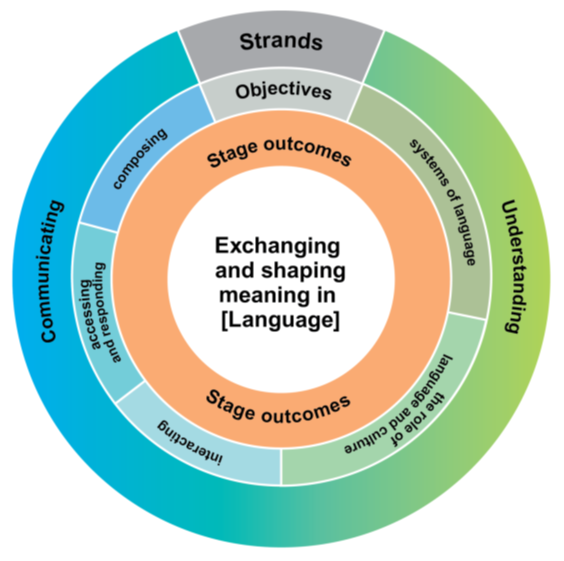 Strands
Objectives
Stage outcomes
composing
systems of language
Communicating
Understanding
accessing
and responding
Exchanging
and shaping
meaning in
[Language]
the role of
language and culture
interacting
Stage outcomes